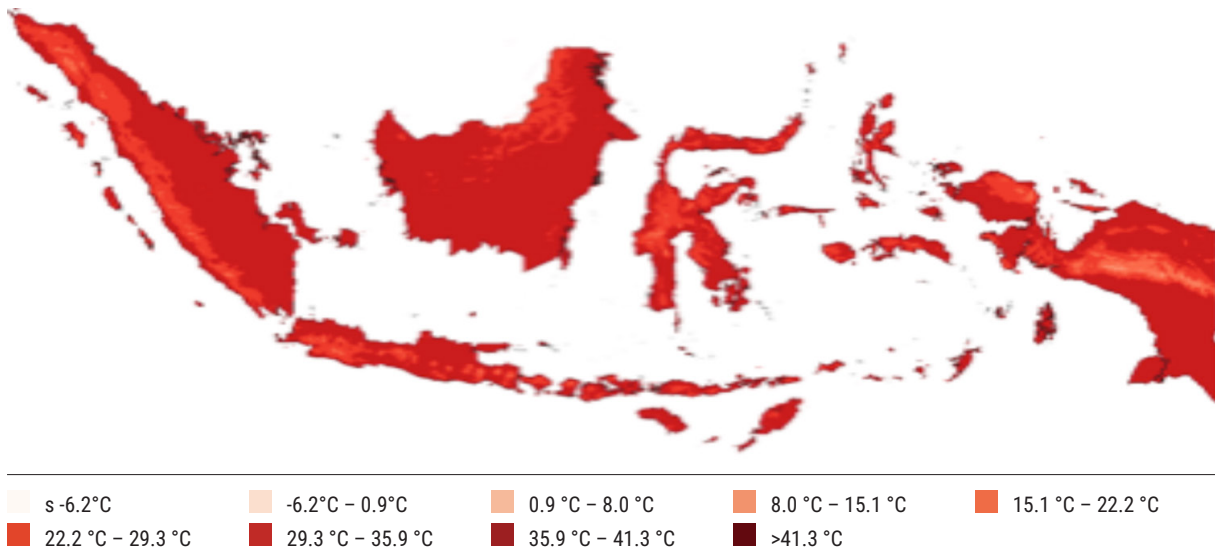 s -6.2°C -6.2°C – 0.9°C 0.9 °C – 8.0 °C 8.0 °C – 15.1 °C 15.1 °C – 22.2 °C
22.2 °C – 29.3 °C 29.3 °C – 35.9 °C 35.9 °C – 41.3 °C >41.3 °C